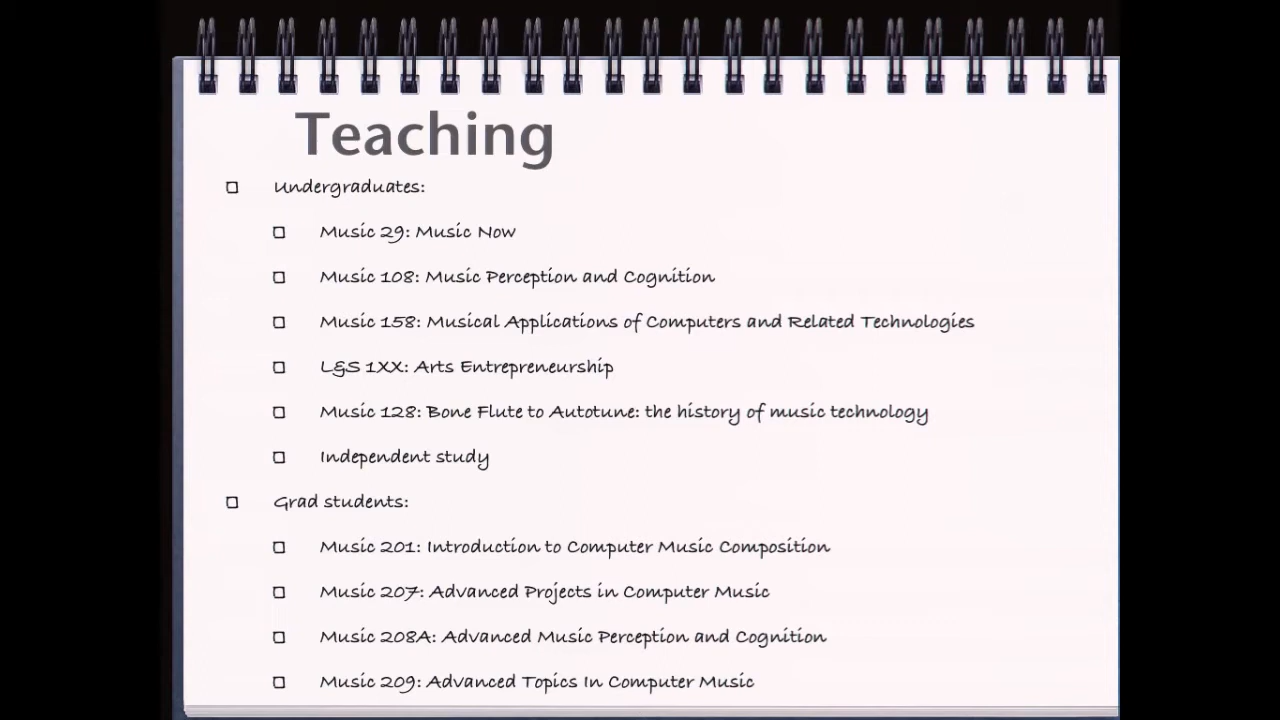 Teaching
Undergraduates:
Music 29: Music Now
Music 108: Music Perception and Cognition
Music 158: Musical Applications of Computers and Related Technologies
L&S 1XX: Arts Entrepreneurship
Music 128: Bone Flute to Autotune: the history of music technology
Independent study
Grad students:
Music 201: Introduction to Computer Music Composition
Music 207: Advanced Projects in Computer Music
Music 208A: Advanced Music Perception and Cognition
Music 209: Advanced Topics In Computer Music